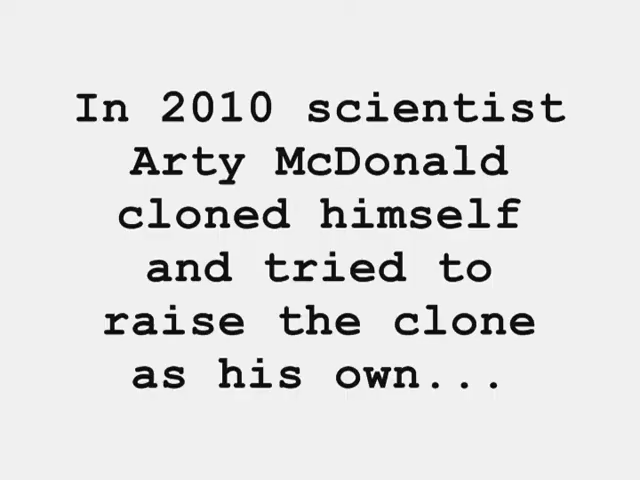 In 2010 scientist
Arty McDonald
cloned himself
and tried to
raise the clone
as his own...